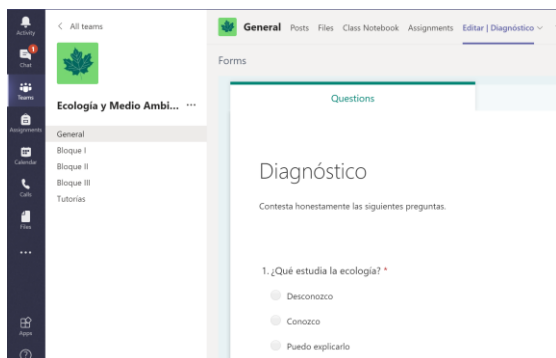 Activity
Chat
1
Teams
Assignments
Calendar
Calls
Files
...
Apps
< All teams
Ecología y Medio Ambi... ...
General
Bloque I
Bloque II
Bloque III
Tutorías
General Posts Files Class Notebook Assignments Editar | Diagnóstico
Forms
Questions
Diagnóstico
Contesta honestamente las siguientes preguntas.
1. ¿Qué estudia la ecología? *
Desconozco
Conozco
Puedo explicarlo